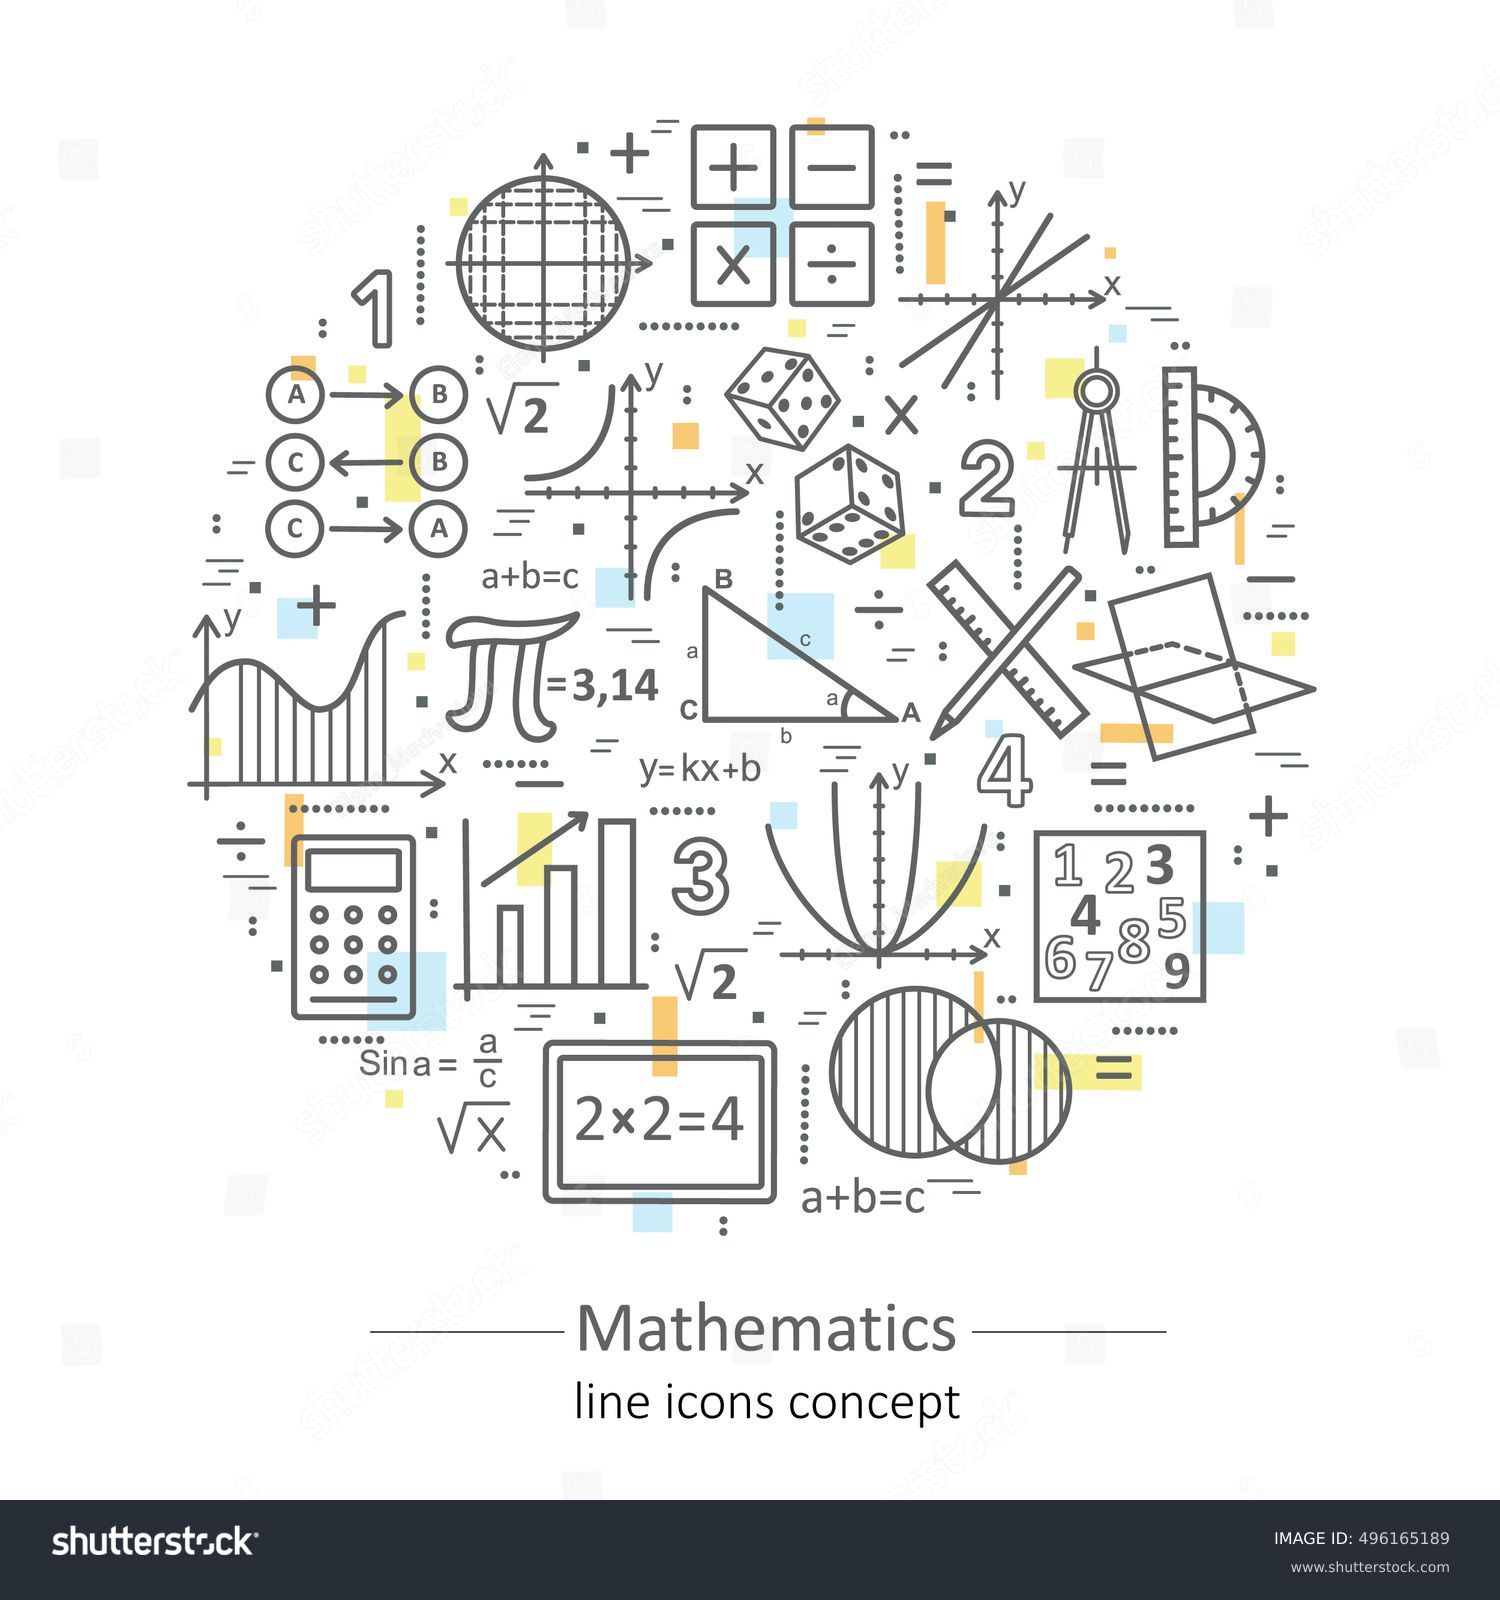 + −
× ÷
+
=
y
x
1
A B
C B
C A
√2
y
x
×
2
a+b=c
+
÷
−
y
x
π=3,14
B
a
c
C
a
A
b
y=kx+b
−
4
=
+
÷
3
y
x
√2
1 2 3
4 5
6 7 8 9
Sin a = a/c
√x
2×2=4
=
a+b=c
Mathematics
line icons concept
shutterstock
IMAGE ID: 496165189
www.shutterstock.com